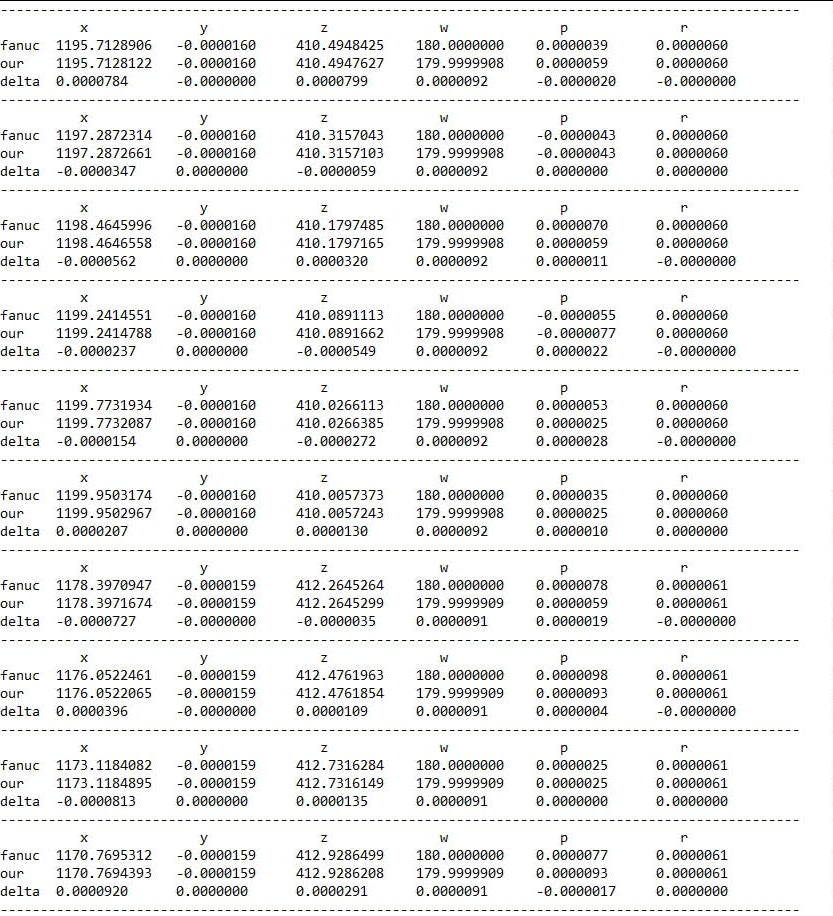 --------------------------------------------------------------------------------
x y z w p r
fanuc 1195.7128906 -0.0000160 410.4948425 180.0000000 0.0000039 0.0000060
our 1195.7128122 -0.0000160 410.4947627 179.9999908 0.0000059 0.0000060
delta 0.0000784 -0.0000000 0.0000799 0.0000092 -0.0000020 -0.0000000
--------------------------------------------------------------------------------
x y z w p r
fanuc 1197.2872314 -0.0000160 410.3157043 180.0000000 -0.0000043 0.0000060
our 1197.2872661 -0.0000160 410.3157103 179.9999908 -0.0000043 0.0000060
delta -0.0000347 0.0000000 -0.0000059 0.0000092 0.0000000 0.0000000
--------------------------------------------------------------------------------
x y z w p r
fanuc 1198.4645996 -0.0000160 410.1797485 180.0000000 0.0000070 0.0000060
our 1198.4646558 -0.0000160 410.1797165 179.9999908 0.0000059 0.0000060
delta -0.0000562 0.0000000 0.0000320 0.0000092 0.0000011 -0.0000000
--------------------------------------------------------------------------------
x y z w p r
fanuc 1199.2414551 -0.0000160 410.0891113 180.0000000 -0.0000055 0.0000060
our 1199.2414788 -0.0000160 410.0891662 179.9999908 -0.0000077 0.0000060
delta -0.0000237 0.0000000 -0.0000549 0.0000092 0.0000022 -0.0000000
--------------------------------------------------------------------------------
x y z w p r
fanuc 1199.7731934 -0.0000160 410.0266113 180.0000000 0.0000053 0.0000060
our 1199.7732087 -0.0000160 410.0266385 179.9999908 0.0000025 0.0000060
delta -0.0000154 0.0000000 -0.0000272 0.0000092 0.0000028 -0.0000000
--------------------------------------------------------------------------------
x y z w p r
fanuc 1199.9503174 -0.0000160 410.0057373 180.0000000 0.0000035 0.0000060
our 1199.9502967 -0.0000160 410.0057243 179.9999908 0.0000025 0.0000060
delta 0.0000207 0.0000000 0.0000130 0.0000092 0.0000010 0.0000000
--------------------------------------------------------------------------------
x y z w p r
fanuc 1178.3970947 -0.0000159 412.2645264 180.0000000 0.0000078 0.0000061
our 1178.3971674 -0.0000159 412.2645299 179.9999909 0.0000059 0.0000061
delta -0.0000727 -0.0000000 -0.0000035 0.0000091 0.0000019 -0.0000000
--------------------------------------------------------------------------------
x y z w p r
fanuc 1176.0522461 -0.0000159 412.4761963 180.0000000 0.0000098 0.0000061
our 1176.0522065 -0.0000159 412.4761854 179.9999909 0.0000093 0.0000061
delta 0.0000396 -0.0000000 0.0000109 0.0000091 0.0000004 -0.0000000
--------------------------------------------------------------------------------
x y z w p r
fanuc 1173.1184082 -0.0000159 412.7316284 180.0000000 0.0000025 0.0000061
our 1173.1184895 -0.0000159 412.7316149 179.9999909 0.0000025 0.0000061
delta -0.0000813 0.0000000 0.0000135 0.0000091 0.0000000 0.0000000
--------------------------------------------------------------------------------
x y z w p r
fanuc 1170.7695312 -0.0000159 412.9286499 180.0000000 0.0000077 0.0000061
our 1170.7694393 -0.0000159 412.9286208 179.9999909 0.0000093 0.0000061
delta 0.0000920 0.0000000 0.0000291 0.0000091 -0.0000017 0.0000000
--------------------------------------------------------------------------------